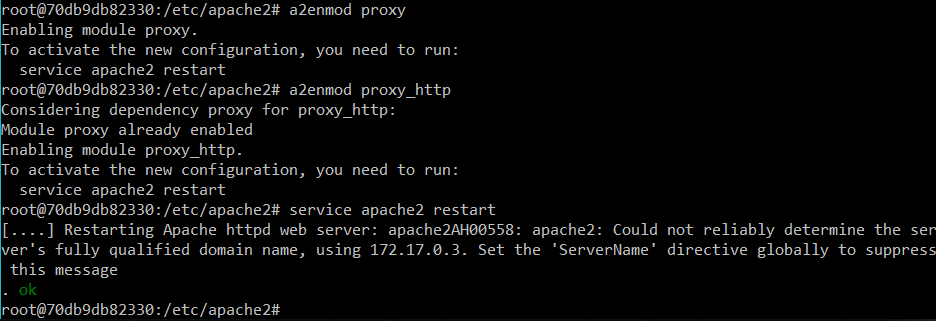 root@70db9db82330:/etc/apache2# a2enmod proxy
Enabling module proxy.
To activate the new configuration, you need to run:
  service apache2 restart
root@70db9db82330:/etc/apache2# a2enmod proxy_http
Considering dependency proxy for proxy_http:
Module proxy already enabled
Enabling module proxy_http.
To activate the new configuration, you need to run:
  service apache2 restart
root@70db9db82330:/etc/apache2# service apache2 restart
[....] Restarting Apache httpd web server: apache2AH00558: apache2: Could not reliably determine the ser
ver's fully qualified domain name, using 172.17.0.3. Set the 'ServerName' directive globally to suppress
 this message
. ok
root@70db9db82330:/etc/apache2#